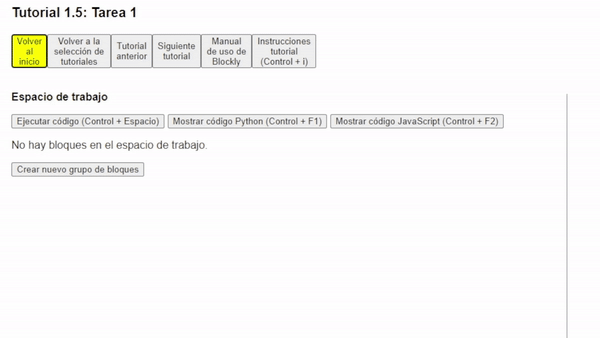 Tutorial 1.5: Tarea 1
Volver al inicio
Volver a la selección de tutoriales
Tutorial anterior
Siguiente tutorial
Manual de uso de Blockly
Instrucciones tutorial (Control + i)
Espacio de trabajo
Ejecutar código (Control + Espacio) Mostrar código Python (Control + F1) Mostrar código JavaScript (Control + F2)
No hay bloques en el espacio de trabajo.
Crear nuevo grupo de bloques